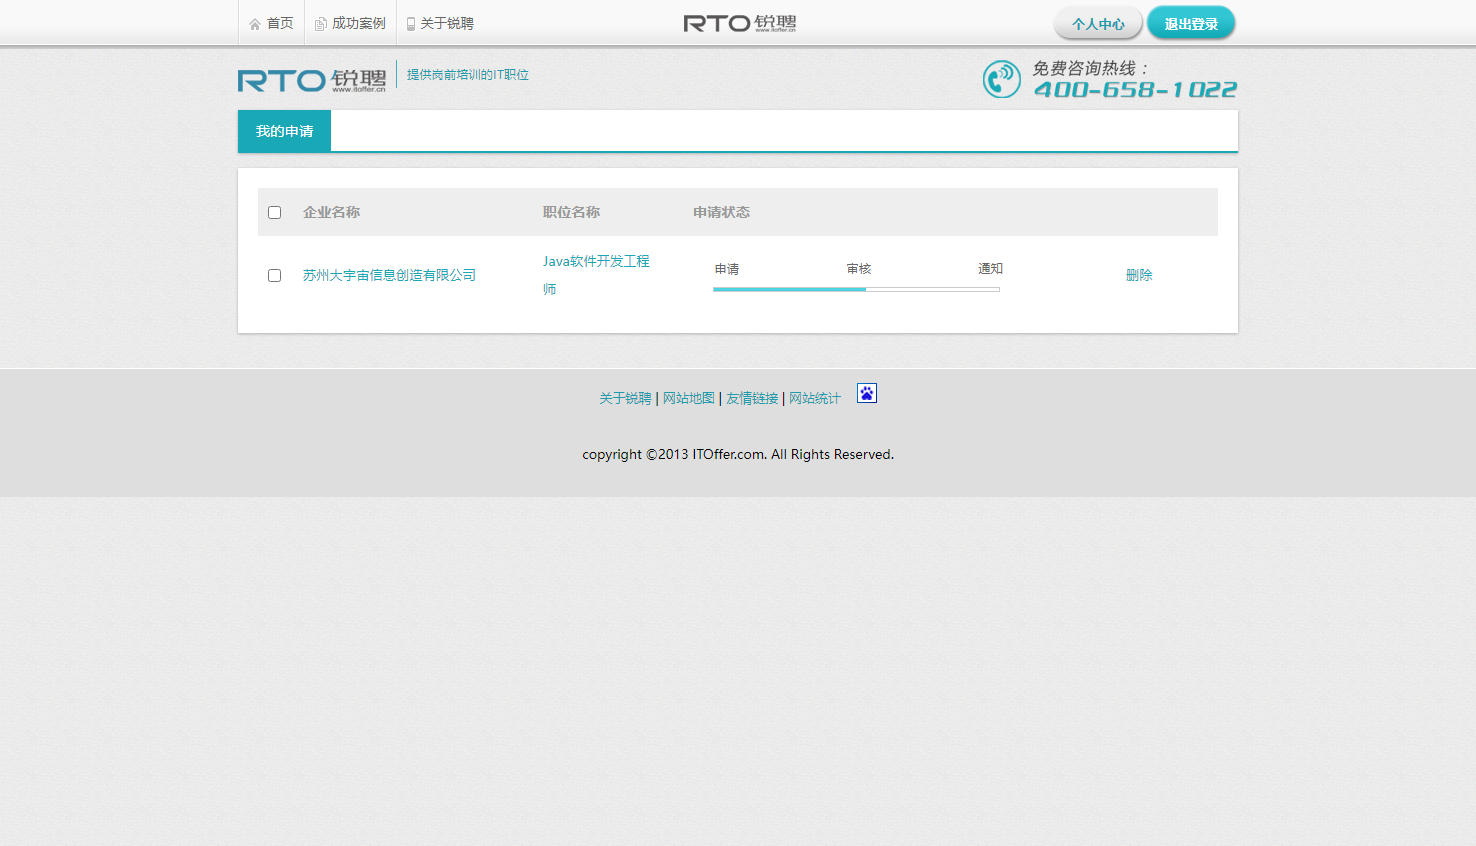 首页 成功案例 关于锐聘 RTO 锐聘 www.itoffer.cn 个人中心 退出登录
RTO 锐聘 www.itoffer.cn 提供岗前培训的IT职位 免费咨询热线：
400-658-1022
我的申请
企业名称 职位名称 申请状态
苏州大宇宙信息创造有限公司 Java软件开发工程师 申请 审核 通知 删除
关于锐聘 | 网站地图 | 友情链接 | 网站统计
copyright ©2013 ITOffer.com. All Rights Reserved.